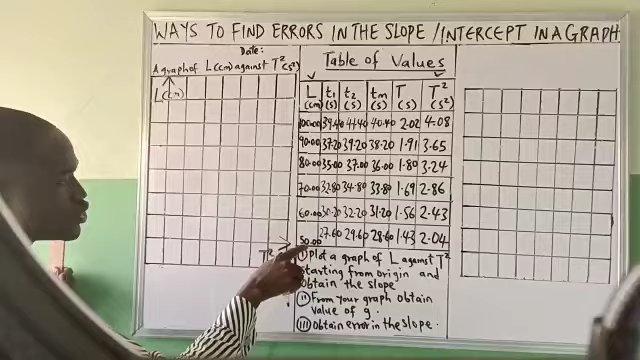 WAYS TO FIND ERRORS IN THE SLOPE / INTERCEPT IN A GRAPH
Date:
A graph of L(cm) against T²(s²)
L(cm)
T²
Table of Values
L (cm) t₁ (s) t₂ (s) tm (s) T (s) T² (s²)
100.00 39.40 41.40 40.40 2.02 4.08
90.00 37.20 39.20 38.20 1.91 3.65
80.00 35.00 37.00 36.00 1.80 3.24
70.00 32.80 34.80 33.80 1.69 2.86
60.00 30.20 32.20 31.20 1.56 2.43
50.00 27.60 29.60 28.60 1.43 2.04
(i) Plot a graph of L against T²
starting from origin and
obtain the slope
(ii) From your graph obtain
value of g.
(iii) Obtain error in the slope.